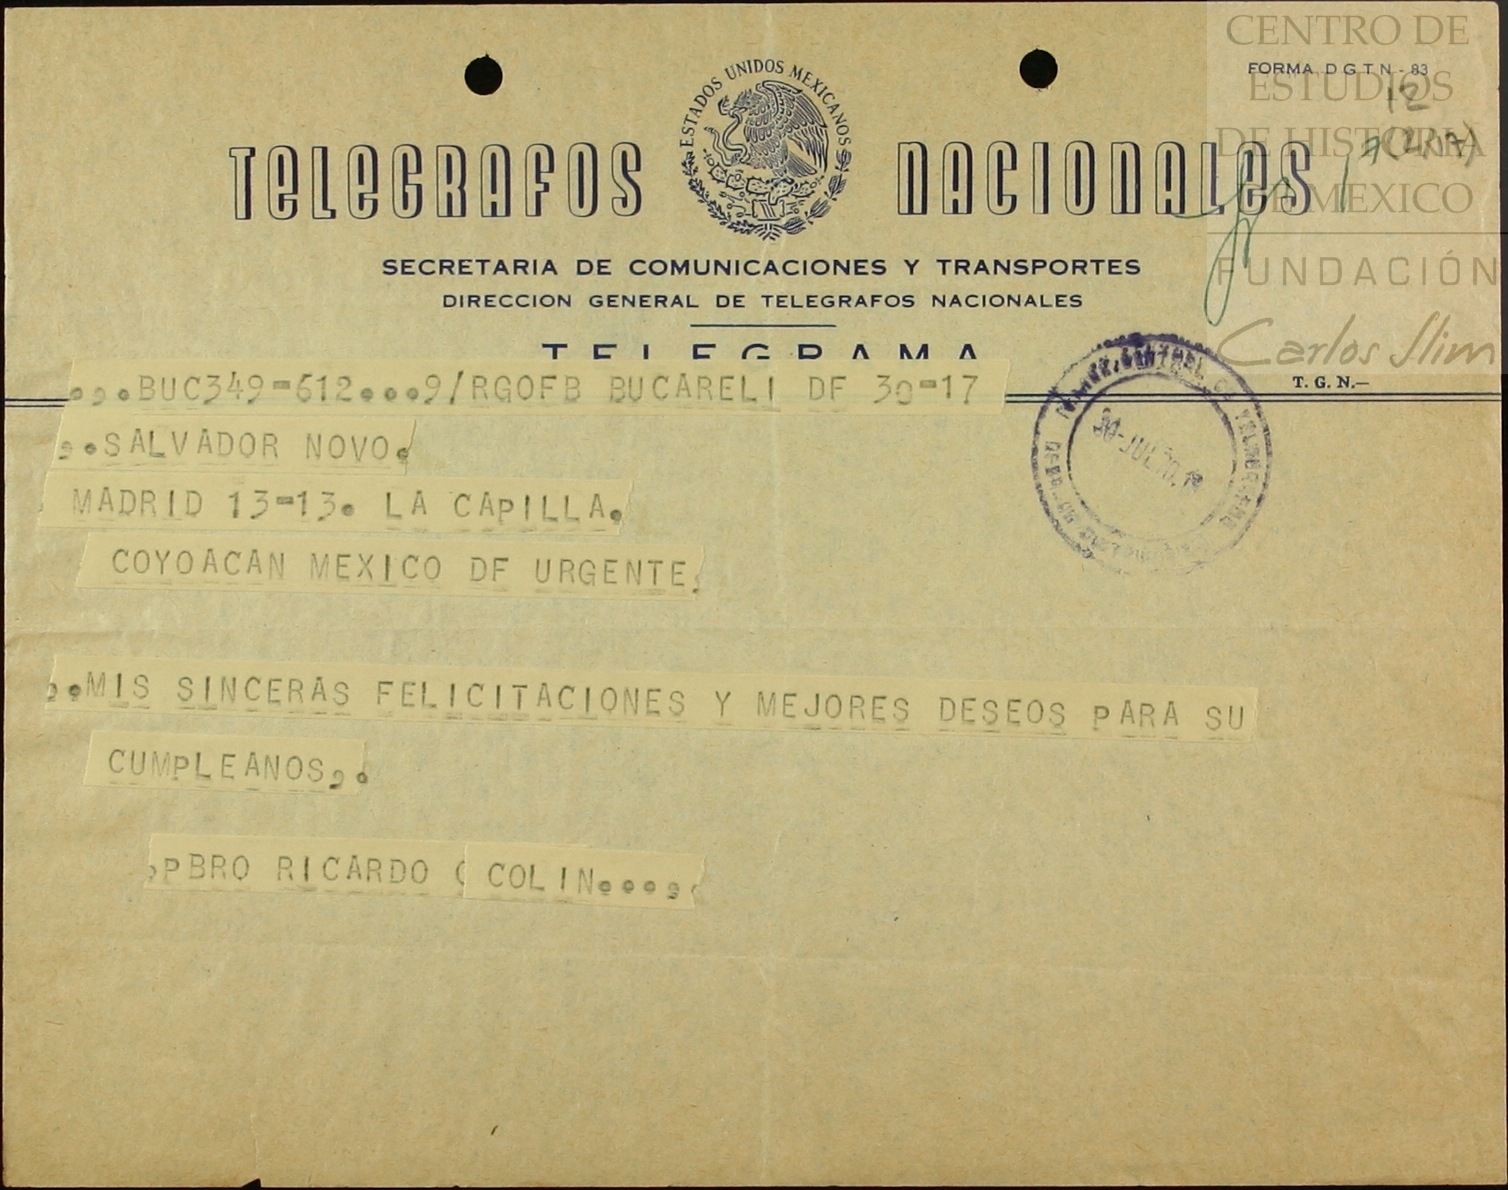 CENTRO DE
ESTUDIOS
DE HISTORIA
DE MEXICO
FUNDACIÓN
Carlos Slim
FORMA D G T N - 83
12
ESTADOS UNIDOS MEXICANOS
TELEGRAFOS NACIONALES
SECRETARIA DE COMUNICACIONES Y TRANSPORTES
DIRECCION GENERAL DE TELEGRAFOS NACIONALES
TELEGRAMA
T. G. N.—
,,.BUC349-612...9/RGOFB BUCARELI DF 30-17
,.SALVADOR NOVO.
MADRID 13-13. LA CAPILLA.
COYOACAN MEXICO DF URGENTE,
30 JUL
,.MIS SINCERAS FELICITACIONES Y MEJORES DESEOS PARA SU
CUMPLEANOS,.
,PBRO RICARDO C COLIN....,